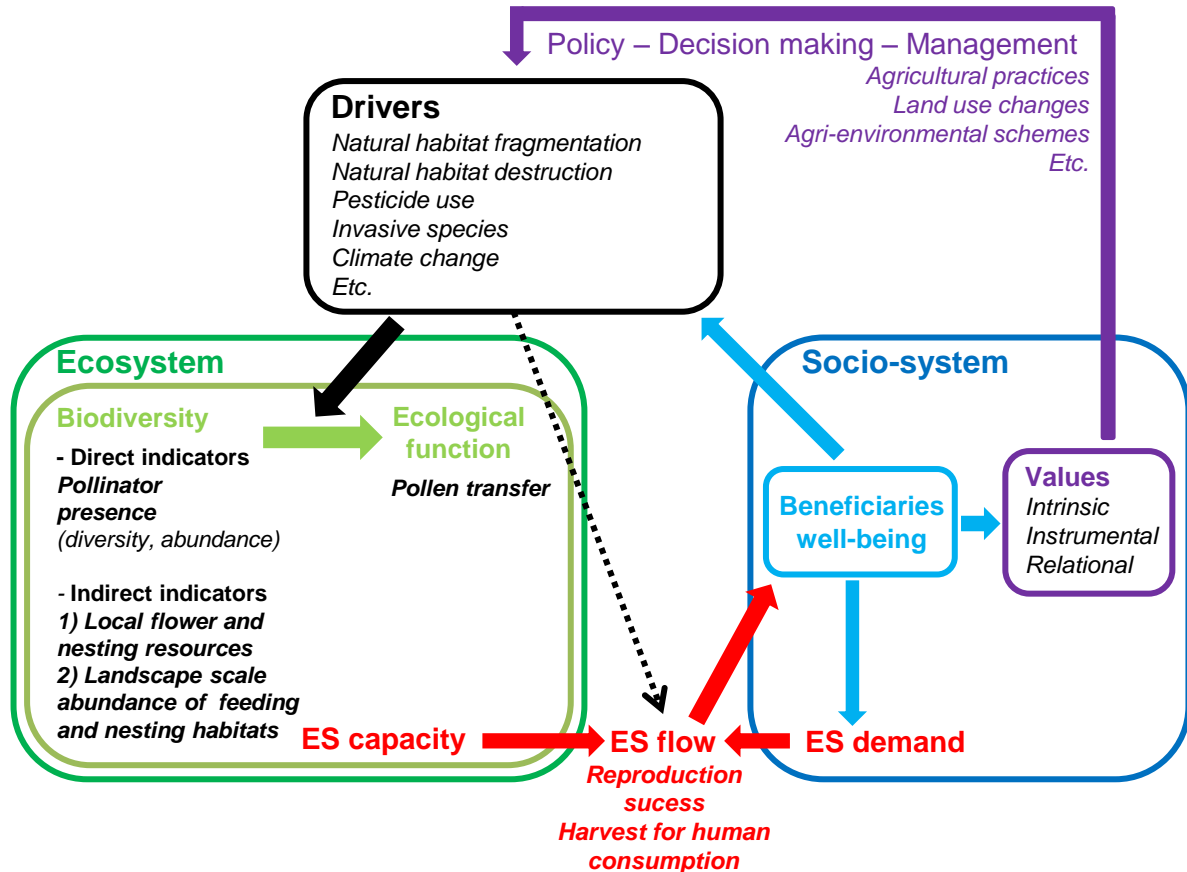 Policy – Decision making – Management
Agricultural practices
Land use changes
Agri-environmental schemes
Etc.
Drivers
Natural habitat fragmentation
Natural habitat destruction
Pesticide use
Invasive species
Climate change
Etc.
Ecosystem
Biodiversity
- Direct indicators
Pollinator
presence
(diversity, abundance)
- Indirect indicators
1) Local flower and
nesting resources
2) Landscape scale
abundance of feeding
and nesting habitats
Ecological
function
Pollen transfer
ES capacity
ES flow
Reproduction
sucess
Harvest for human
consumption
Socio-system
Beneficiaries
well-being
Values
Intrinsic
Instrumental
Relational
ES demand